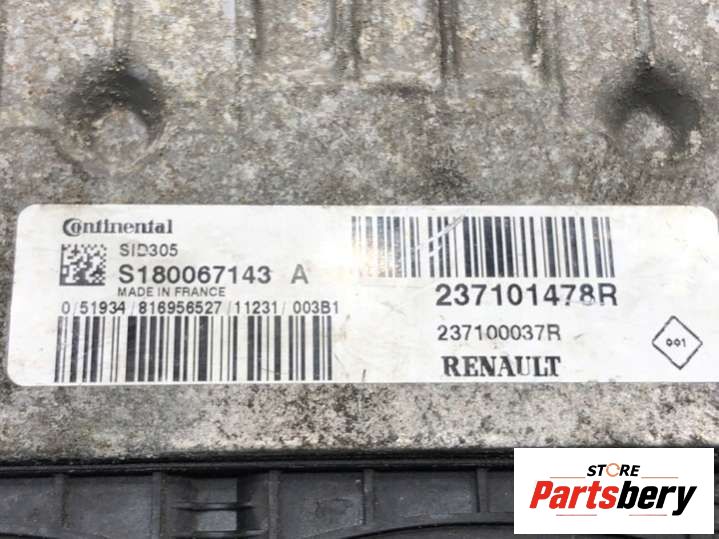 Continental
SID305
S180067143 A
MADE IN FRANCE
0/51934/816956527/11231/003B1
237101478R
237100037R
RENAULT
001
STORE
Partsbery